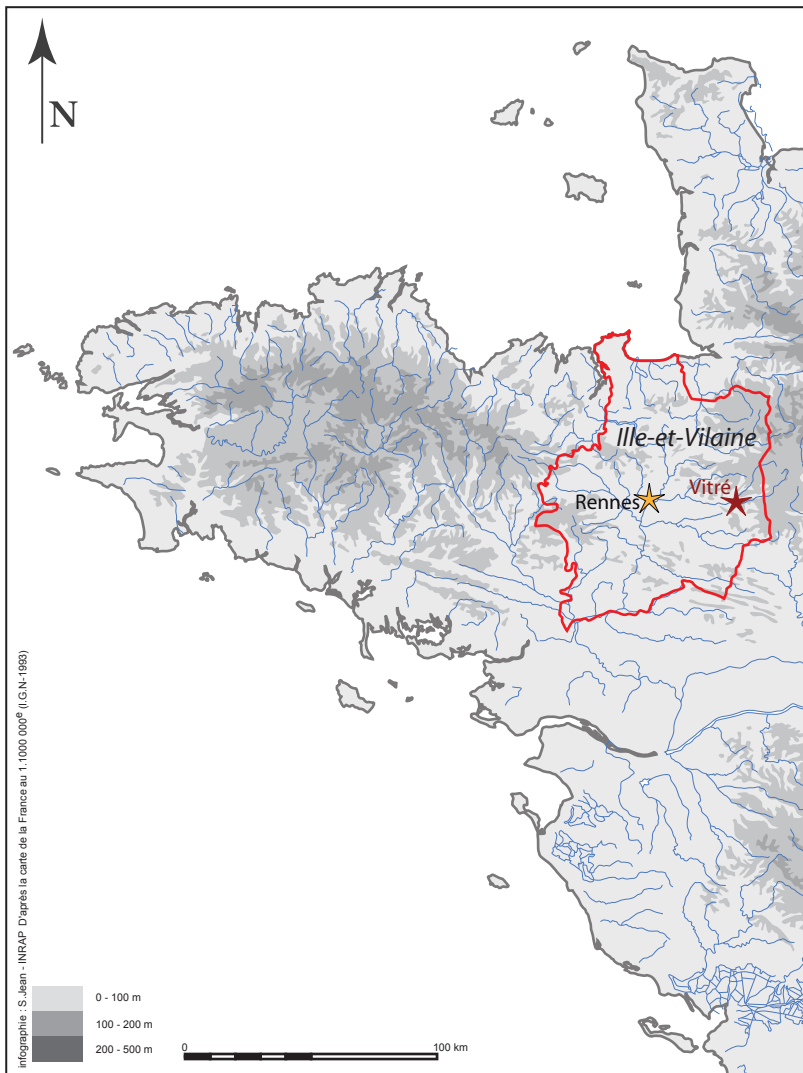 N
Ille-et-Vilaine
Vitré
Rennes
infographie : S.Jean - INRAP D'après la carte de la France au 1.1000 000e (I.G.N-1993)
0 - 100 m
100 - 200 m
200 - 500 m
0
100 km